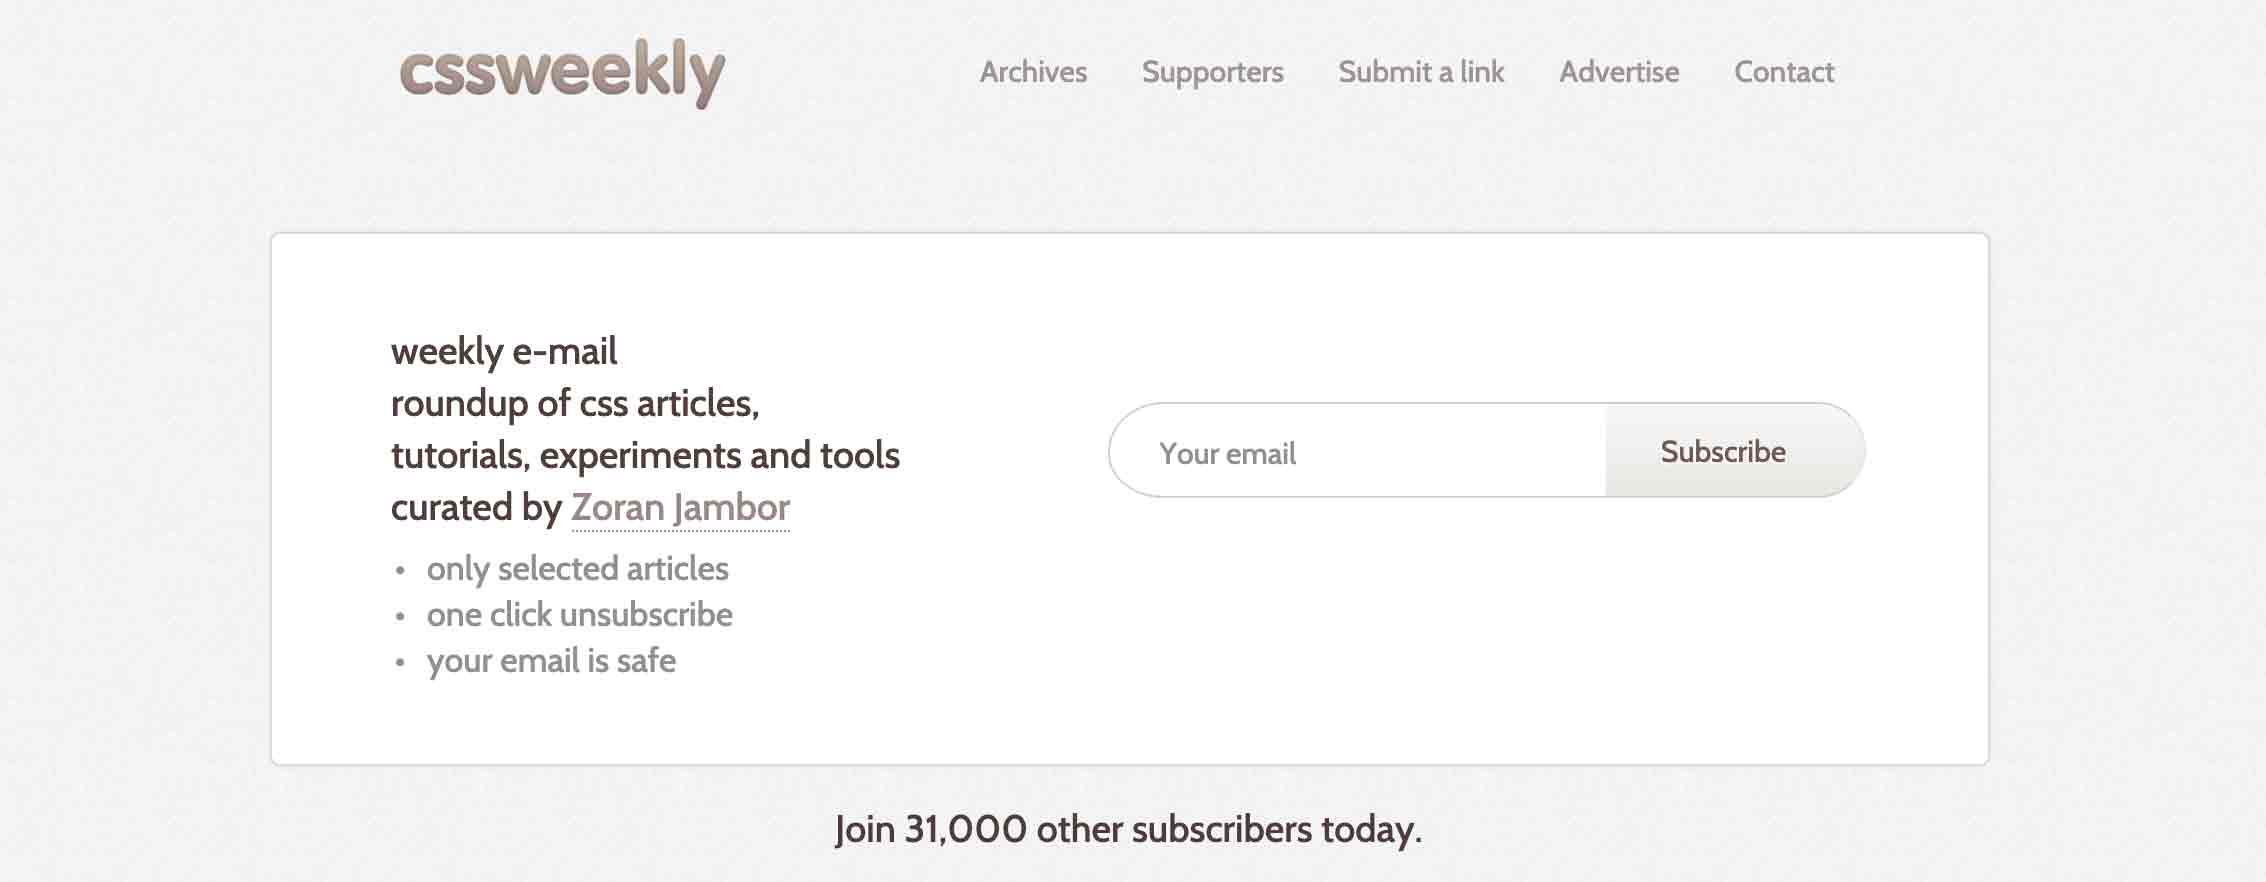 cssweekly
Archives Supporters Submit a link Advertise Contact
weekly e-mail
roundup of css articles,
tutorials, experiments and tools
curated by Zoran Jambor
• only selected articles
• one click unsubscribe
• your email is safe
Your email
Subscribe
Join 31,000 other subscribers today.